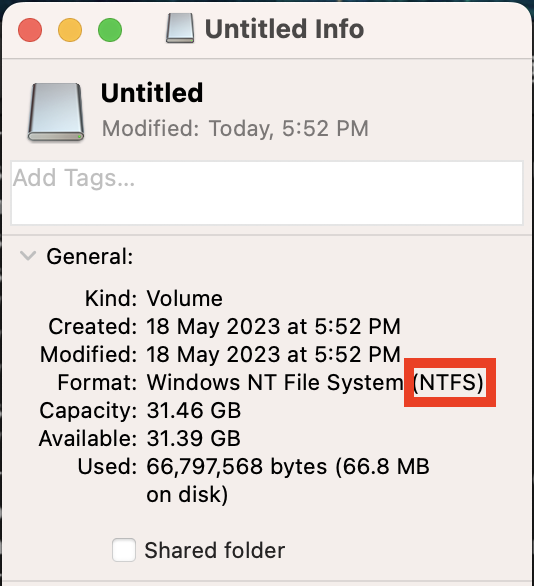 Untitled Info
Untitled
Modified: Today, 5:52 PM
Add Tags...
General:
Kind: Volume
Created: 18 May 2023 at 5:52 PM
Modified: 18 May 2023 at 5:52 PM
Format: Windows NT File System (NTFS)
Capacity: 31.46 GB
Available: 31.39 GB
Used: 66,797,568 bytes (66.8 MB
on disk)
Shared folder